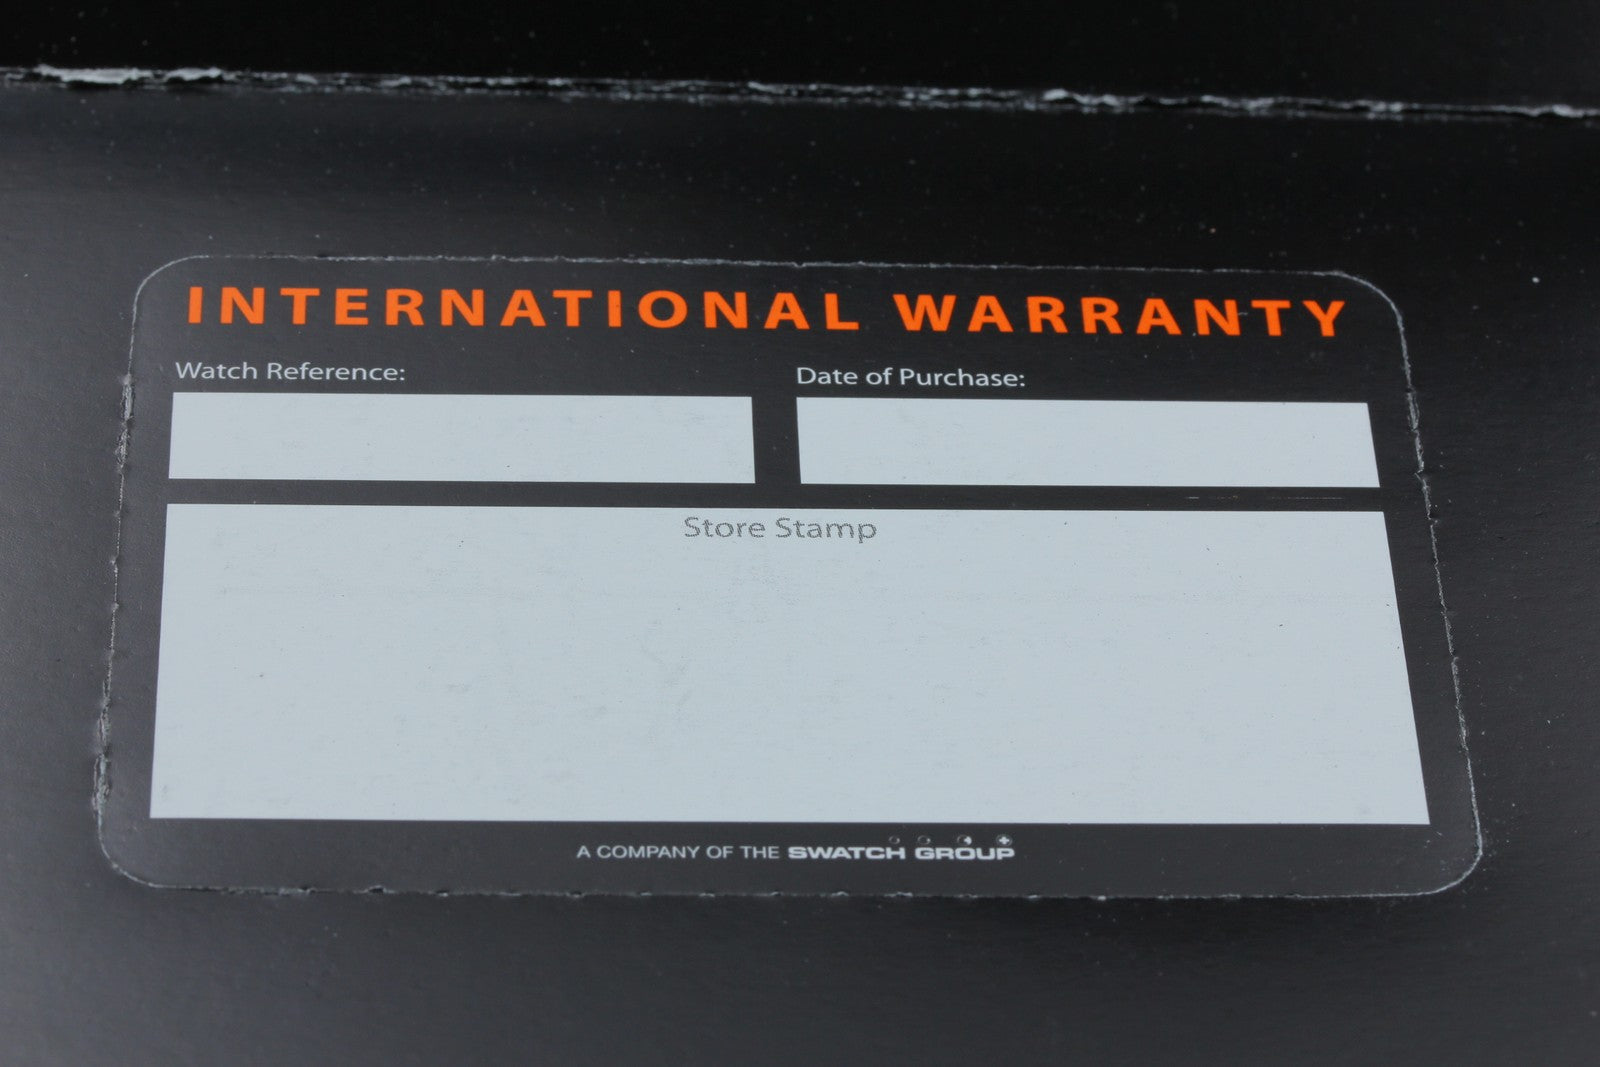 INTERNATIONAL WARRANTY
Watch Reference: Date of Purchase:
Store Stamp
A COMPANY OF THE SWATCH GROUP